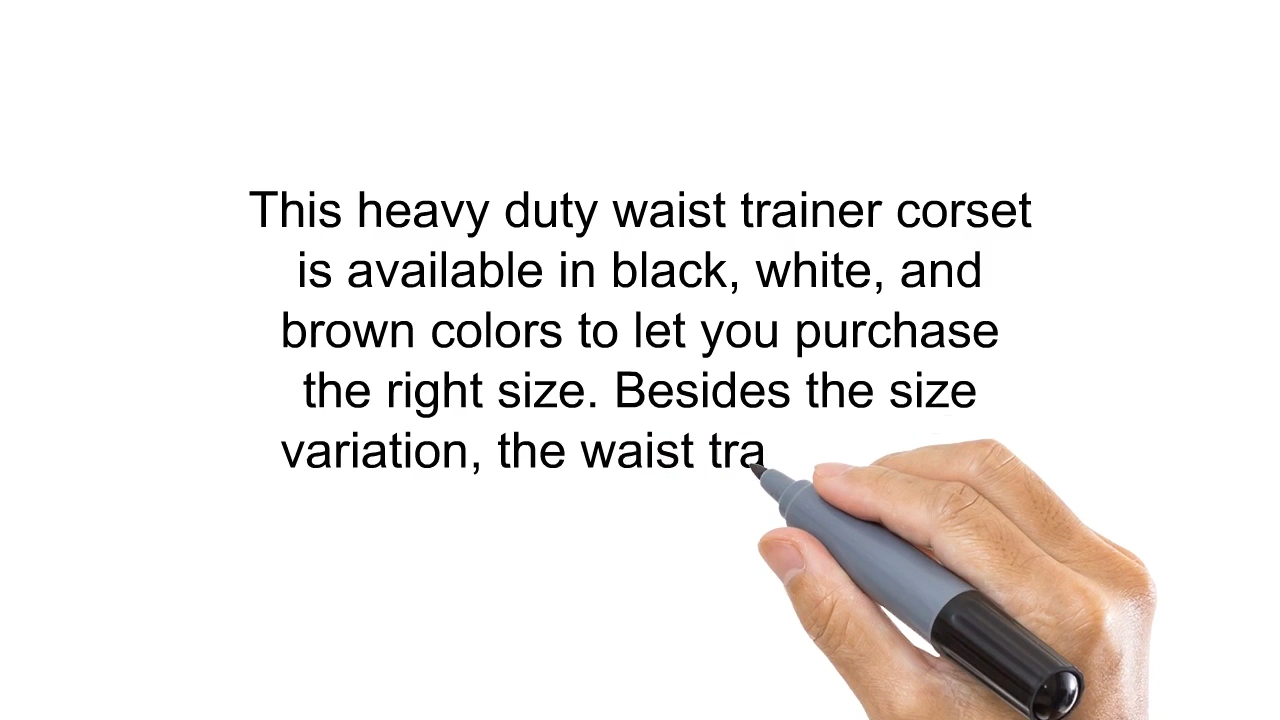 This heavy duty waist trainer corset
is available in black, white, and
brown colors to let you purchase
the right size. Besides the size
variation, the waist tra